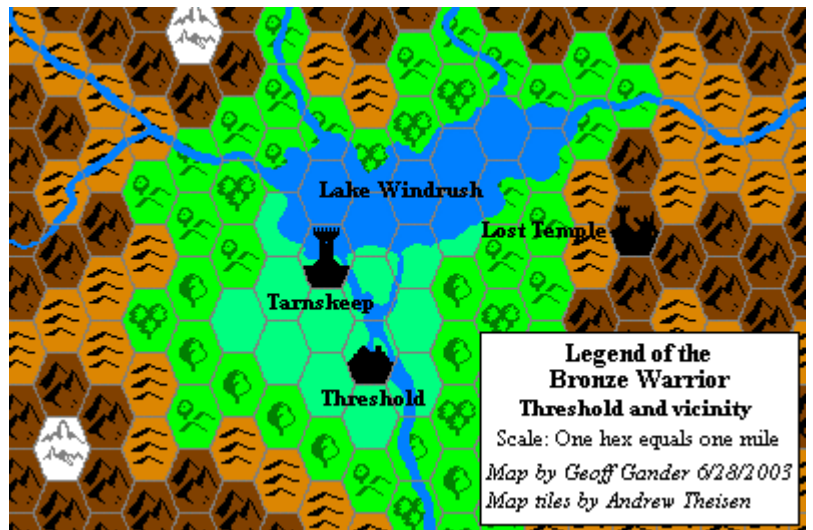 Lake Windrush
Lost Temple
Tarnskeep
Threshold
Legend of the
Bronze Warrior
Threshold and vicinity
Scale: One hex equals one mile
Map by Geoff Gander 6/28/2003
Map tiles by Andrew Theisen